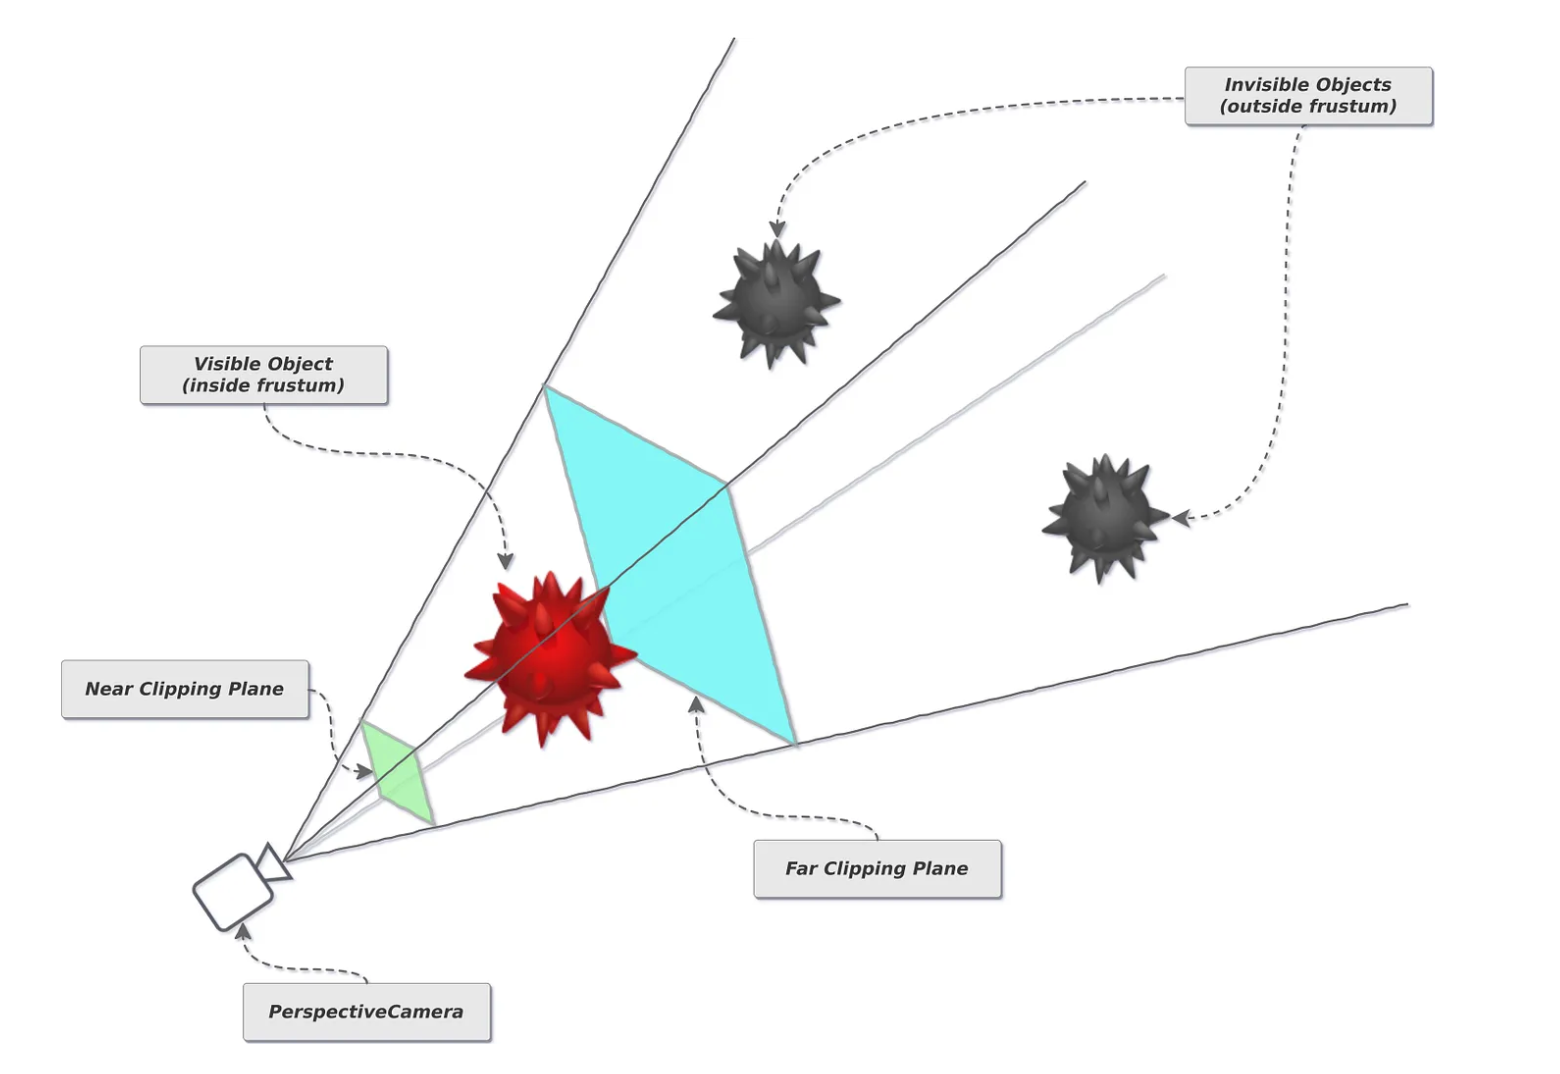 Invisible Objects
(outside frustum)
Visible Object
(inside frustum)
Near Clipping Plane
Far Clipping Plane
PerspectiveCamera